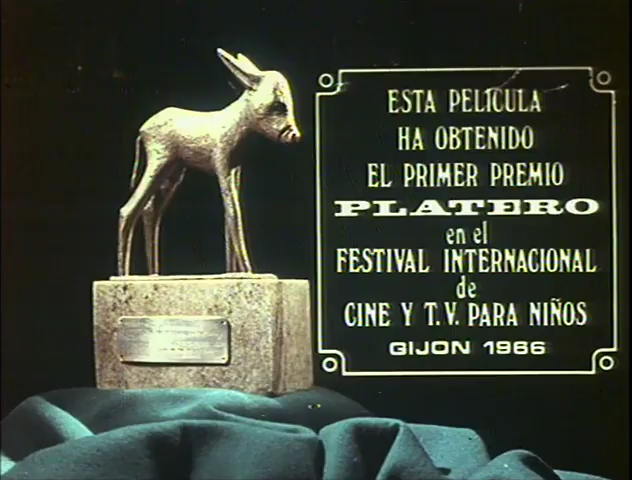 ESTA PELICULA
HA OBTENIDO
EL PRIMER PREMIO
PLATERO
en el
FESTIVAL INTERNACIONAL
de
CINE Y T.V. PARA NIÑOS
GIJON 1966